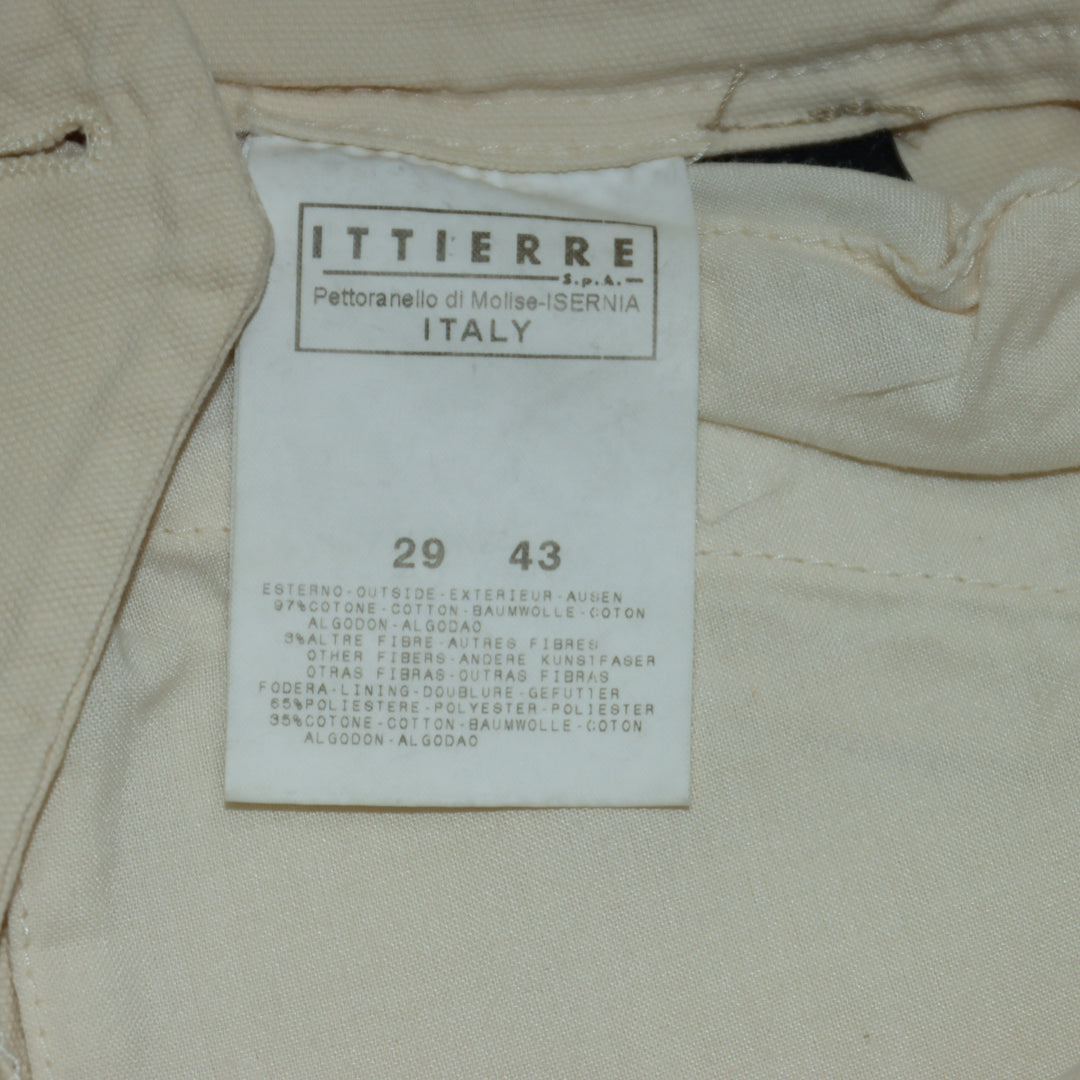 ITTIERRE
S.p.A.
Pettoranello di Molise-ISERNIA
ITALY
29 43
ESTERNO-OUTSIDE-EXTERIEUR-AUSEN
97%COTONE-COTTON-BAUMWOLLE-COTON
ALGODON-ALGODAO
3%ALTRE FIBRE-AUTRES FIBRES
OTHER FIBERS-ANDERE KUNSTFASER
OTRAS FIBRAS-OUTRAS FIBRAS
FODERA-LINING-DOUBLURE-GEFUTTER
65%POLIESTERE-POLYESTER-POLIESTER
35%COTONE-COTTON-BAUMWOLLE-COTON
ALGODON-ALGODAO